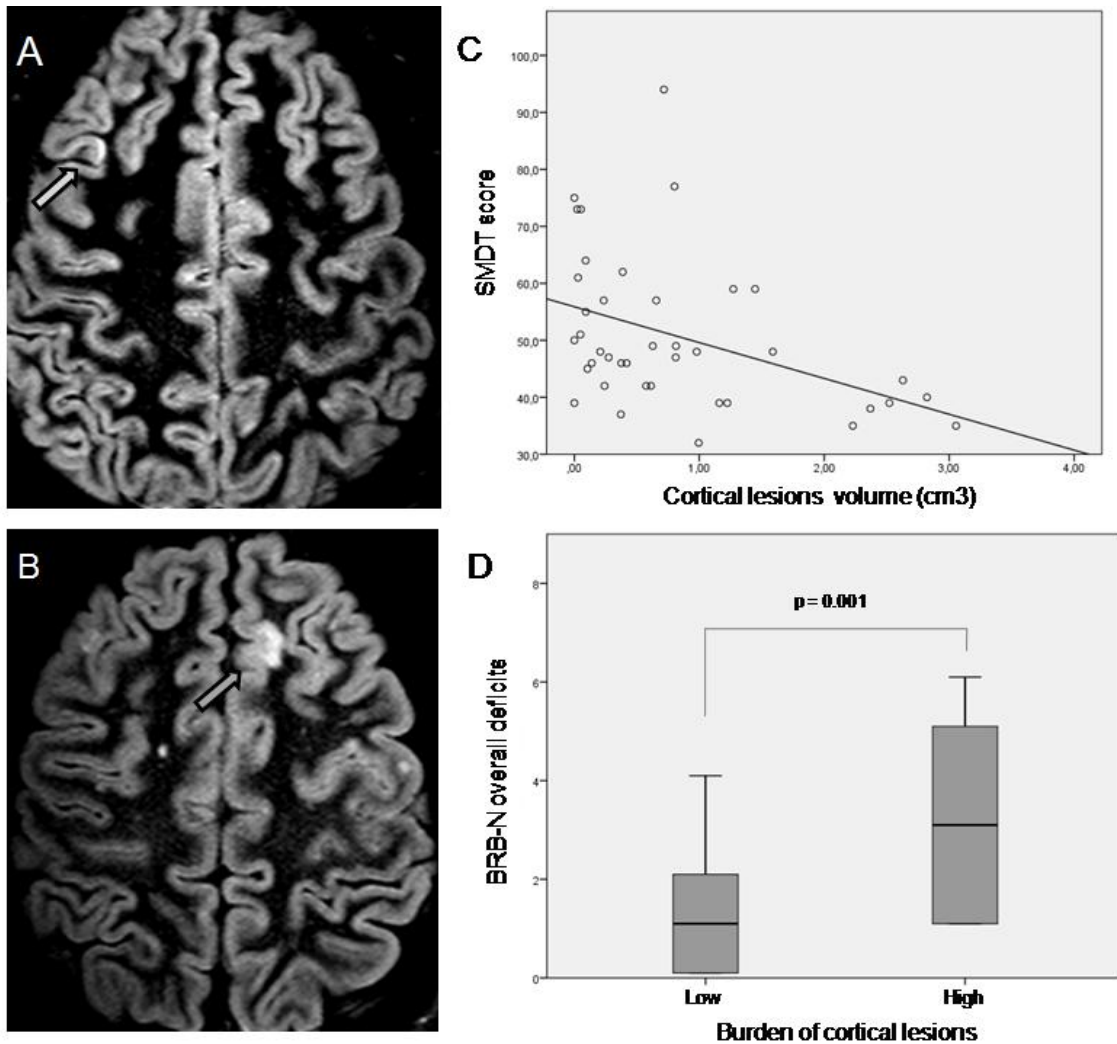 A
B
C
100,0
90,0
80,0
70,0
60,0
50,0
40,0
30,0
SMDT score
,00
1,00
2,00
3,00
4,00
Cortical lesions volume (cm3)
D
8
6
4
2
0
BRB-N overall deficits
p = 0.001
Low
High
Burden of cortical lesions